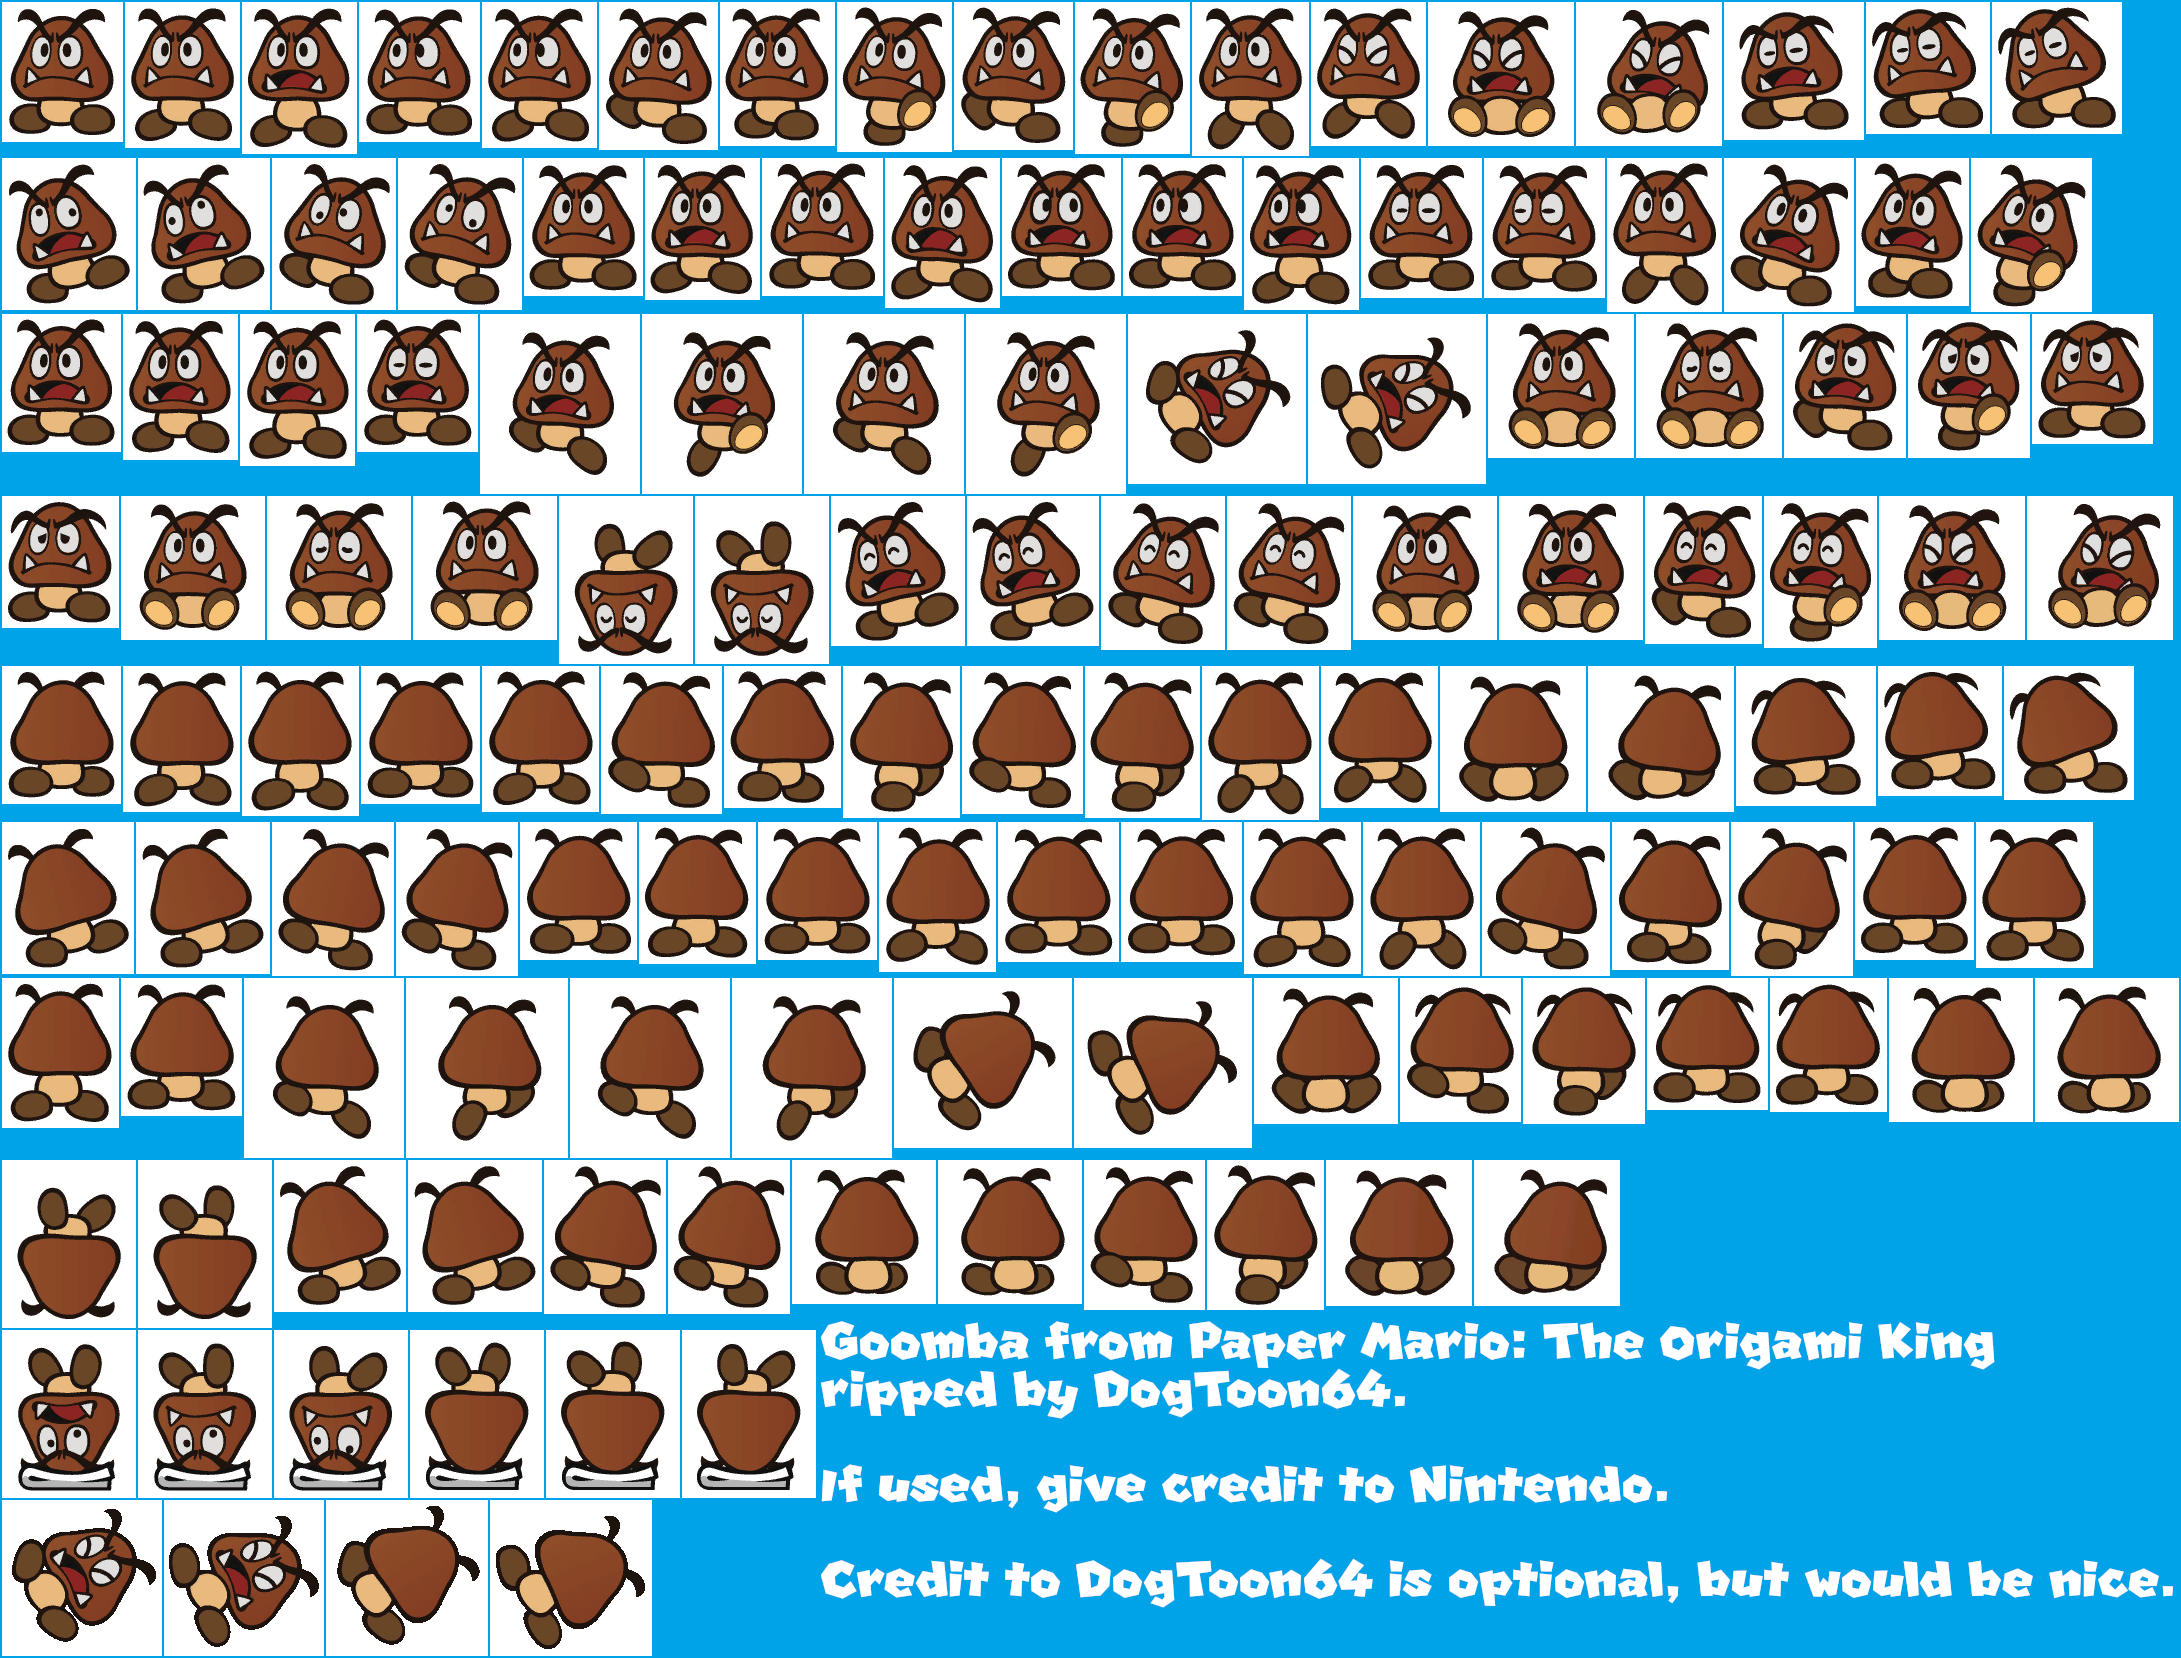 Goomba from Paper Mario: The Origami King
ripped by DogToon64.
If used, give credit to Nintendo.
Credit to DogToon64 is optional, but would be nice.